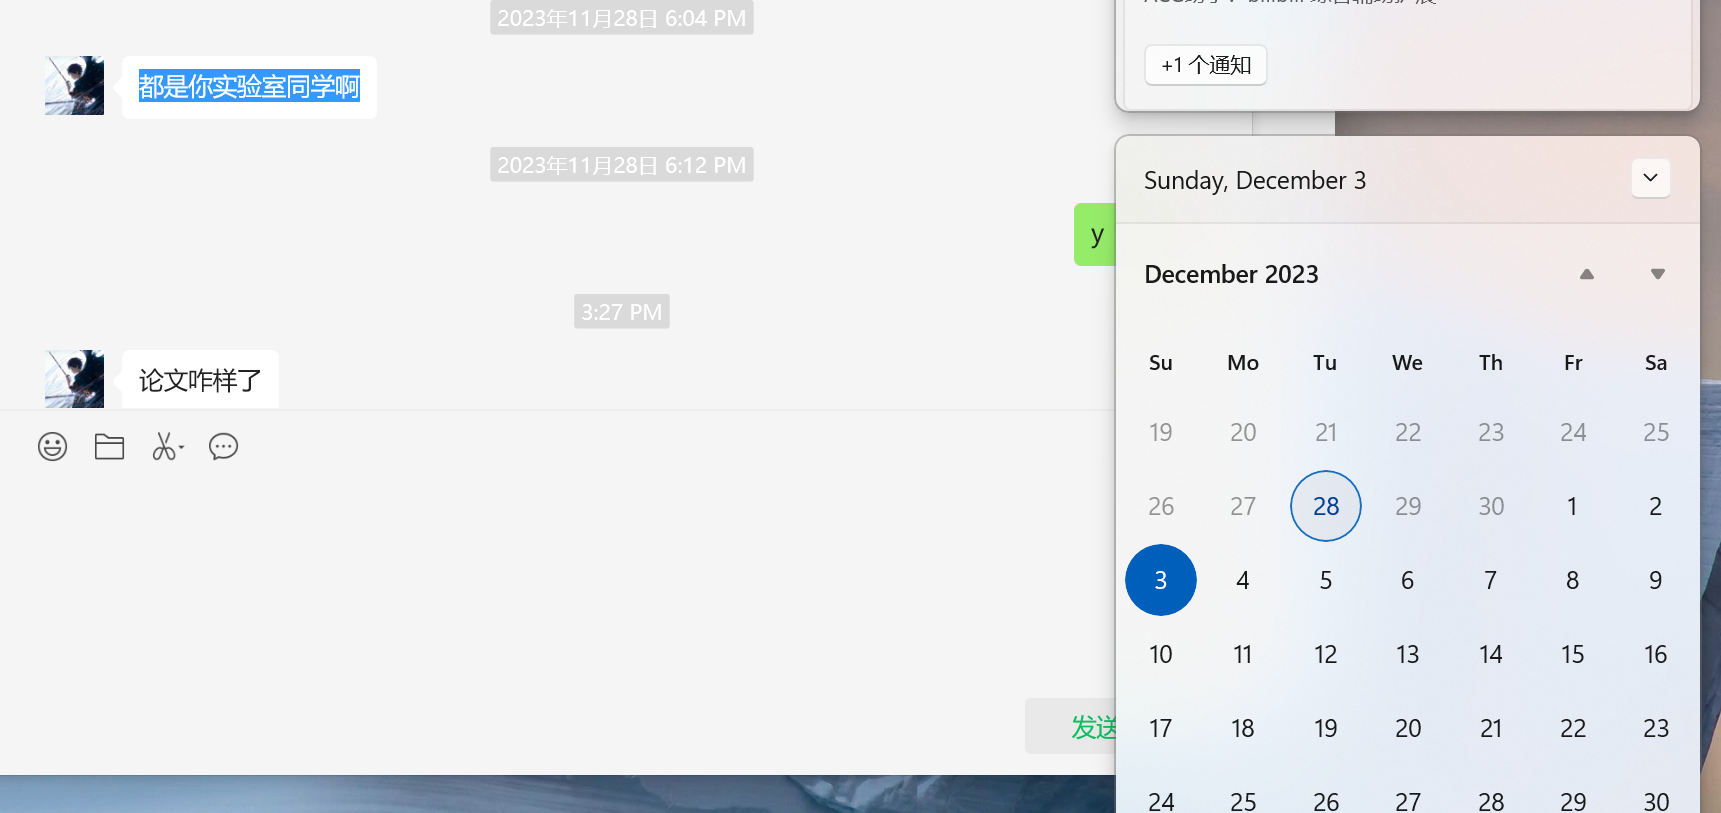 2023年11月28日 6:04 PM
都是你实验室同学啊
2023年11月28日 6:12 PM
y
3:27 PM
论文咋样了
发送
+1 个通知
Sunday, December 3
December 2023
Su Mo Tu We Th Fr Sa
19 20 21 22 23 24 25
26 27 28 29 30 1 2
3 4 5 6 7 8 9
10 11 12 13 14 15 16
17 18 19 20 21 22 23
24 25 26 27 28 29 30